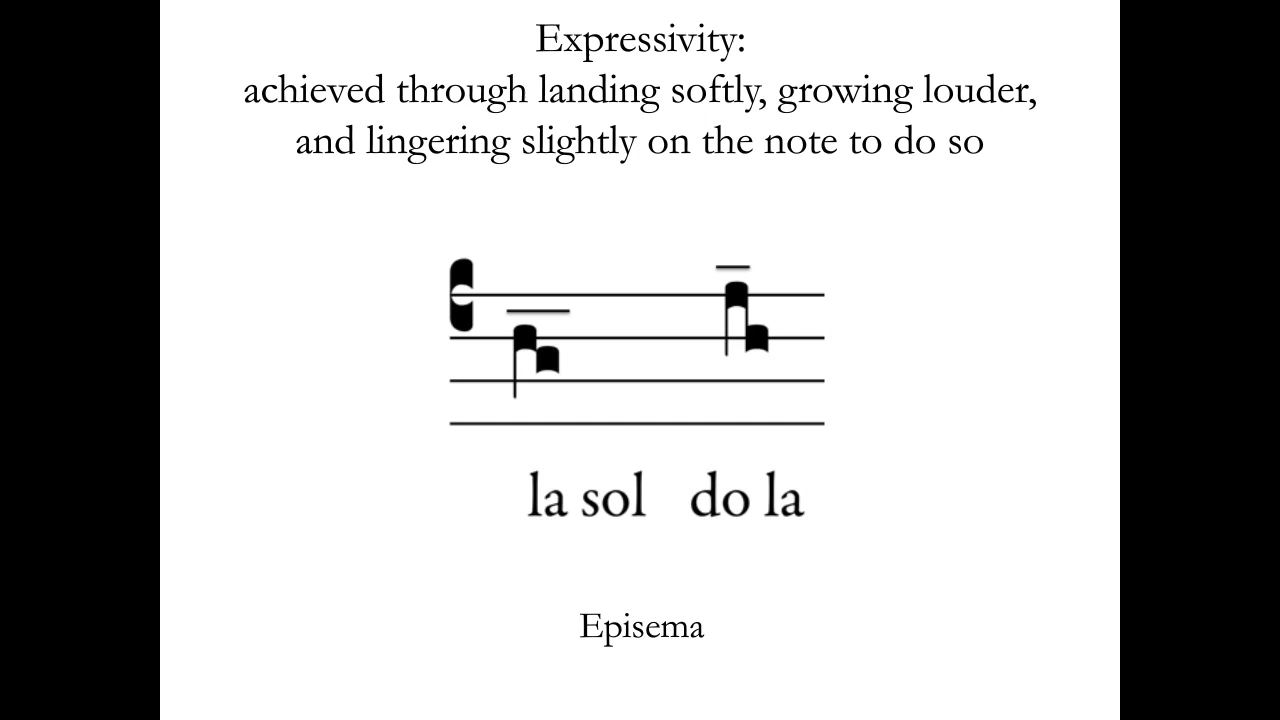 Expressivity:
achieved through landing softly, growing louder,
and lingering slightly on the note to do so
la sol do la
Episema